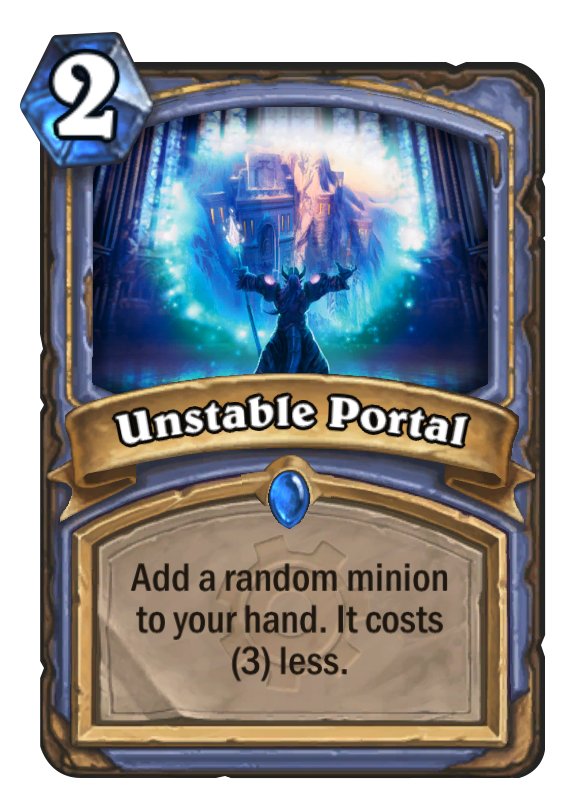 2
Unstable Portal
Add a random minion
to your hand. It costs
(3) less.